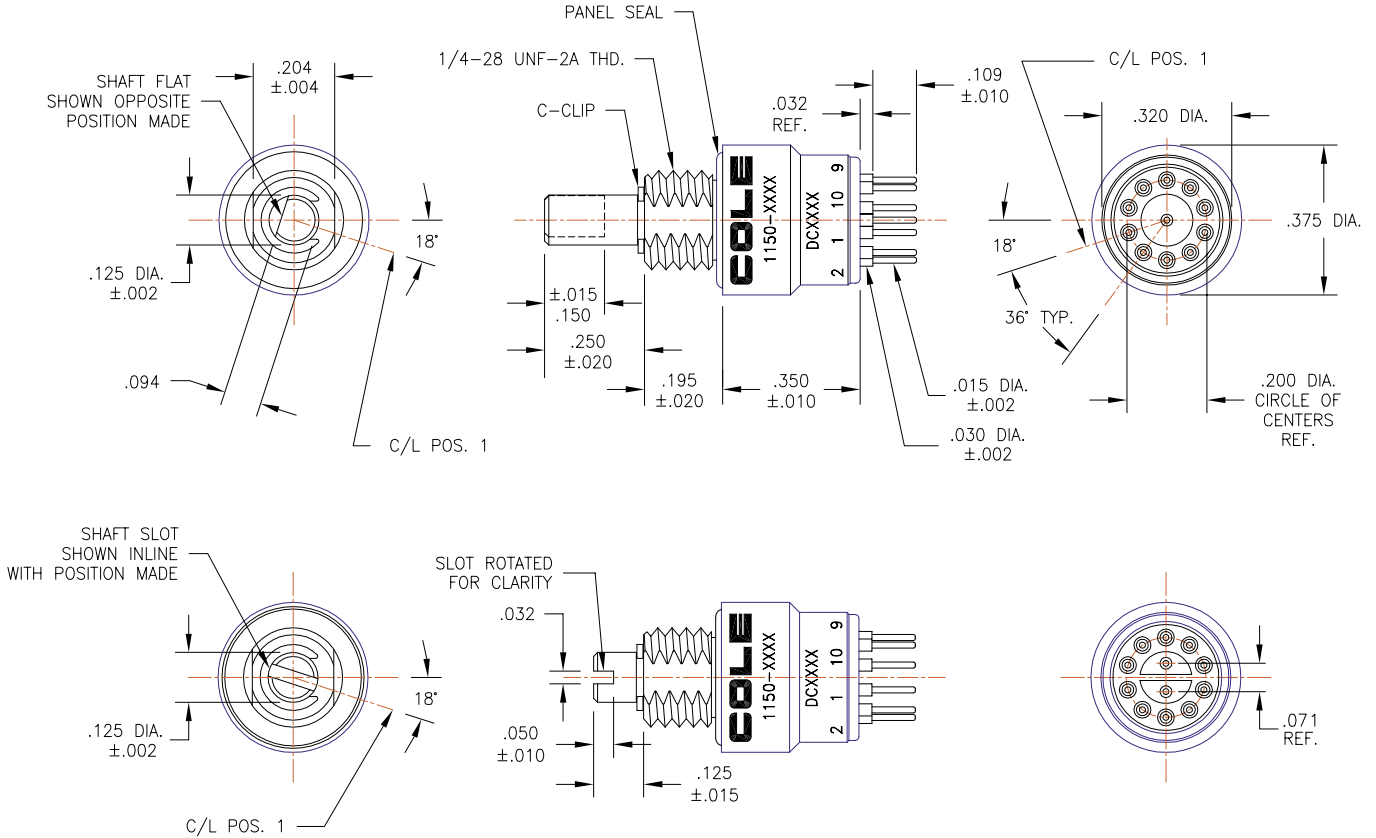 PANEL SEAL
1/4-28 UNF-2A THD.
C-CLIP
SHAFT FLAT
SHOWN OPPOSITE
POSITION MADE
.204
±.004
.125 DIA.
±.002
18°
.094
C/L POS. 1
.032
REF.
.109
±.010
COLE
1150-XXXX
DCXXXX
2
1
10
9
±.015
.150
.250
±.020
.195
±.020
.350
±.010
.015 DIA.
±.002
.030 DIA.
±.002
C/L POS. 1
.320 DIA.
.375 DIA.
18°
36° TYP.
.200 DIA.
CIRCLE OF
CENTERS
REF.
SHAFT SLOT
SHOWN INLINE
WITH POSITION MADE
.125 DIA.
±.002
18°
C/L POS. 1
SLOT ROTATED
FOR CLARITY
.032
.050
±.010
.125
±.015
COLE
1150-XXXX
DCXXXX
2
1
10
9
.071
REF.